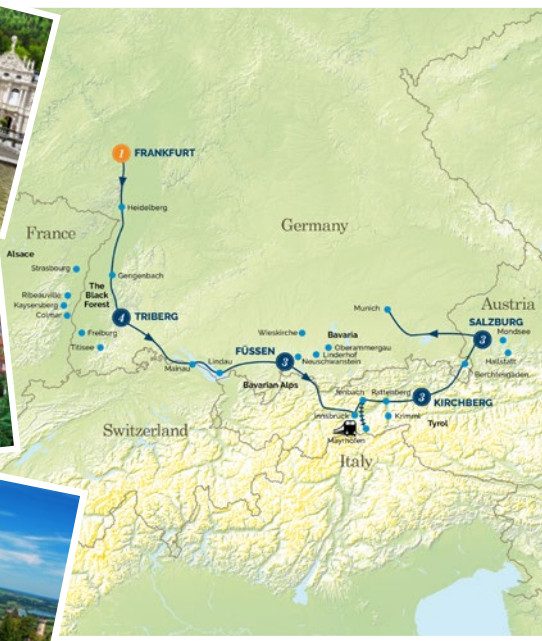 1
FRANKFURT
Heidelberg
Germany
France
Alsace
Strasbourg
Gengenbach
The
Black
Forest
Ribeauville
Kaysersberg
Colmar
4
TRIBERG
Freiburg
Titisee
Mainau
Lindau
Munich
Austria
SALZBURG
3
Mondsee
Hallstatt
Berchtesgaden
Wieskirche
Bavaria
Oberammergau
Linderhof
Neuschwanstein
FÜSSEN
3
Bavarian Alps
Jenbach
Rattenberg
3
KIRCHBERG
Innsbruck
Krimml
Tyrol
Mayrhofen
Switzerland
Italy